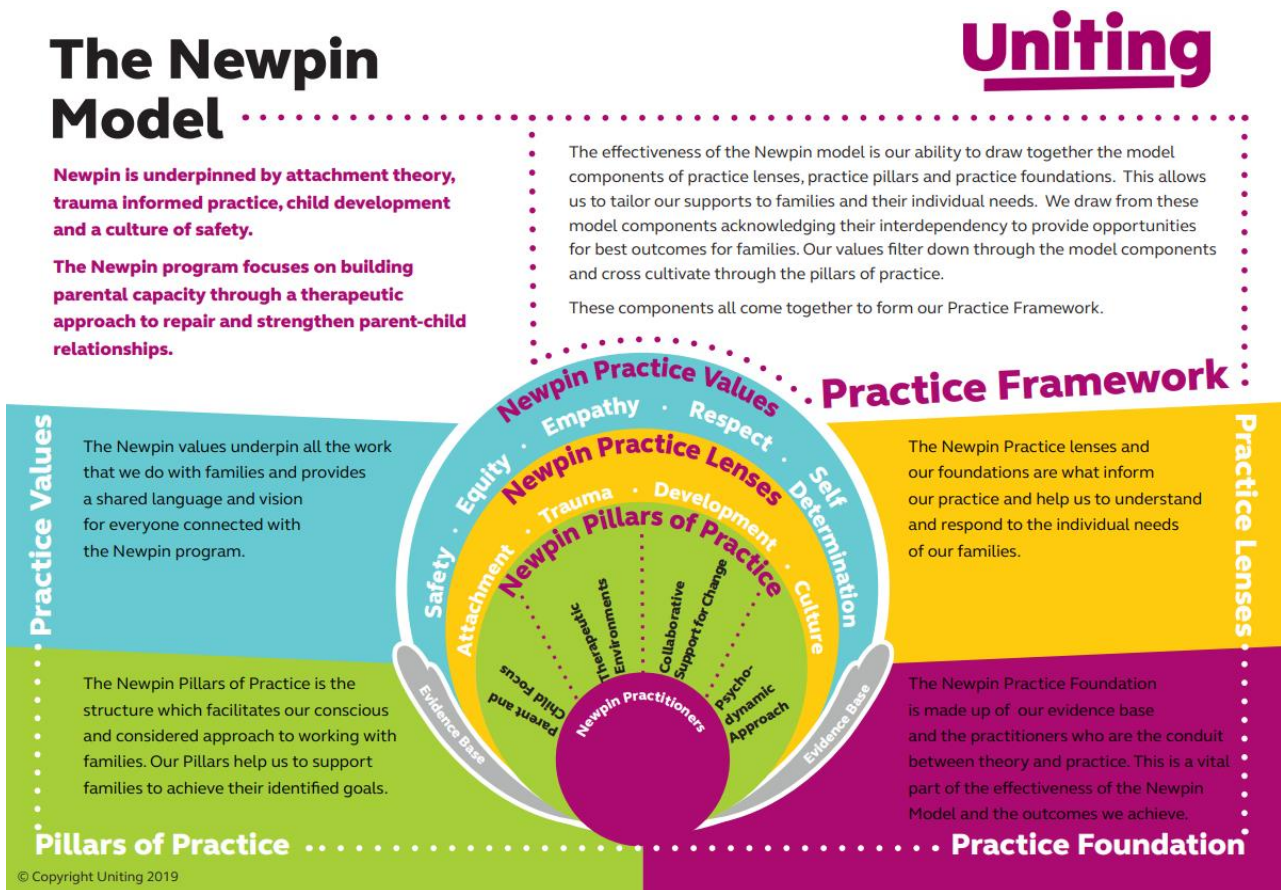 The Newpin
Model
Uniting
Newpin is underpinned by attachment theory,
trauma informed practice, child development
and a culture of safety.
The Newpin program focuses on building
parental capacity through a therapeutic
approach to repair and strengthen parent-child
relationships.
The effectiveness of the Newpin model is our ability to draw together the model
components of practice lenses, practice pillars and practice foundations. This allows
us to tailor our supports to families and their individual needs. We draw from these
model components acknowledging their interdependency to provide opportunities
for best outcomes for families. Our values filter down through the model components
and cross cultivate through the pillars of practice.
These components all come together to form our Practice Framework.
Practice Framework
Practice Values
The Newpin values underpin all the work
that we do with families and provides
a shared language and vision
for everyone connected with
the Newpin program.
Newpin Practice Values
Safety · Equity · Empathy · Respect · Self Determination
Newpin Practice Lenses
Attachment · Trauma · Development · Culture
Newpin Pillars of Practice
Parent and
Child Focus
Therapeutic
Environments
Collaborative
Support for Change
Psycho-
dynamic
Approach
Newpin Practitioners
Evidence Base
Evidence Base
The Newpin Practice lenses and
our foundations are what inform
our practice and help us to understand
and respond to the individual needs
of our families.
Practice Lenses
The Newpin Pillars of Practice is the
structure which facilitates our conscious
and considered approach to working with
families. Our Pillars help us to support
families to achieve their identified goals.
Pillars of Practice
The Newpin Practice Foundation
is made up of our evidence base
and the practitioners who are the conduit
between theory and practice. This is a vital
part of the effectiveness of the Newpin
Model and the outcomes we achieve.
Practice Foundation
© Copyright Uniting 2019